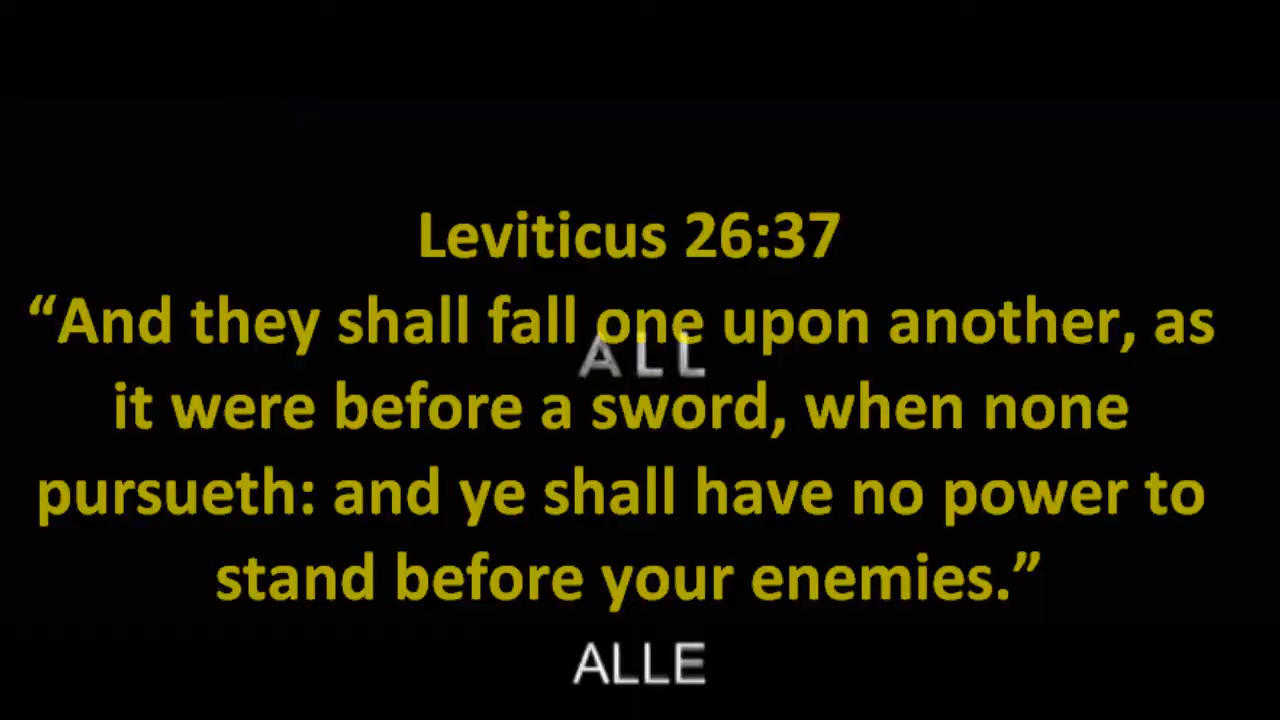 Leviticus 26:37
“And they shall fall one upon another, as
ALL
it were before a sword, when none
pursueth: and ye shall have no power to
stand before your enemies.”
ALLE